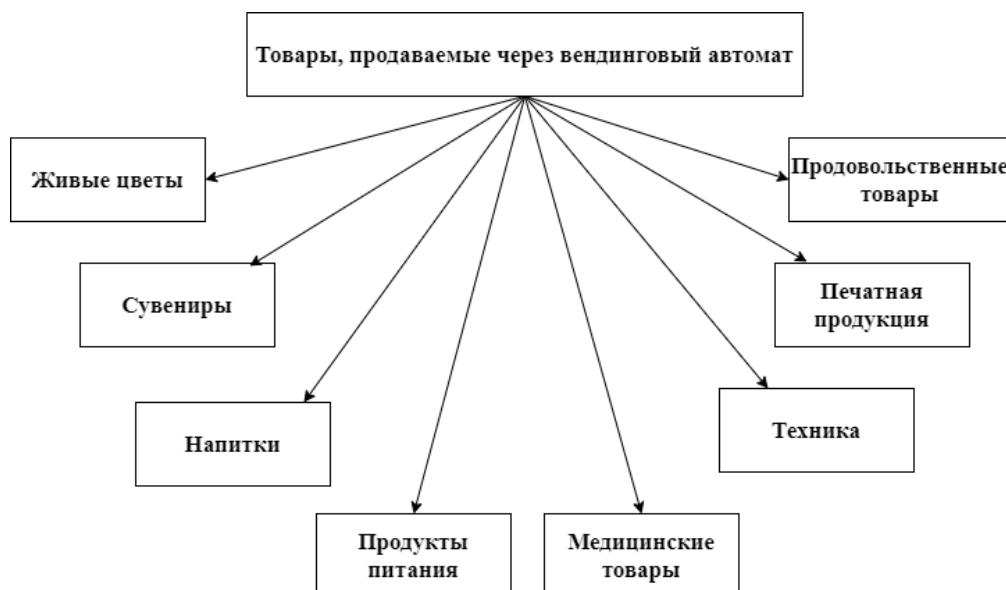 Товары, продаваемые через вендинговый автомат
Живые цветы
Продовольственные
товары
Сувениры
Печатная
продукция
Напитки
Техника
Продукты
питания
Медицинские
товары